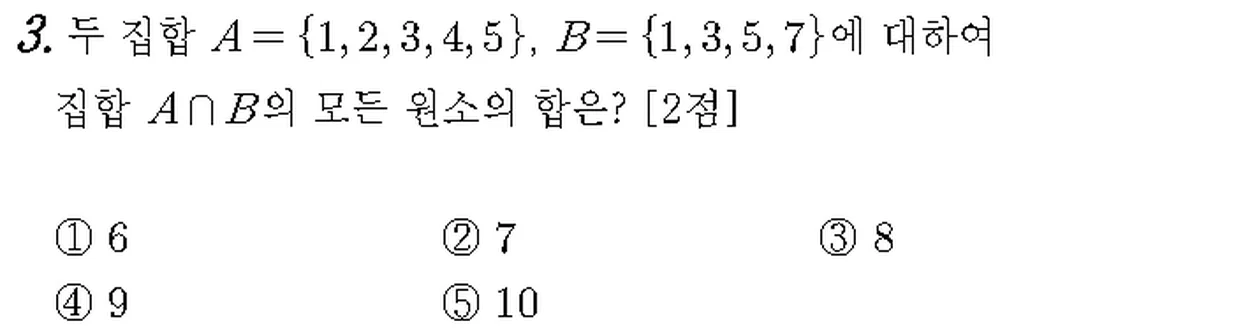 3. 두 집합 A = {1, 2, 3, 4, 5}, B = {1, 3, 5, 7}에 대하여
집합 A∩B의 모든 원소의 합은? [2점]
① 6 ② 7 ③ 8
④ 9 ⑤ 10